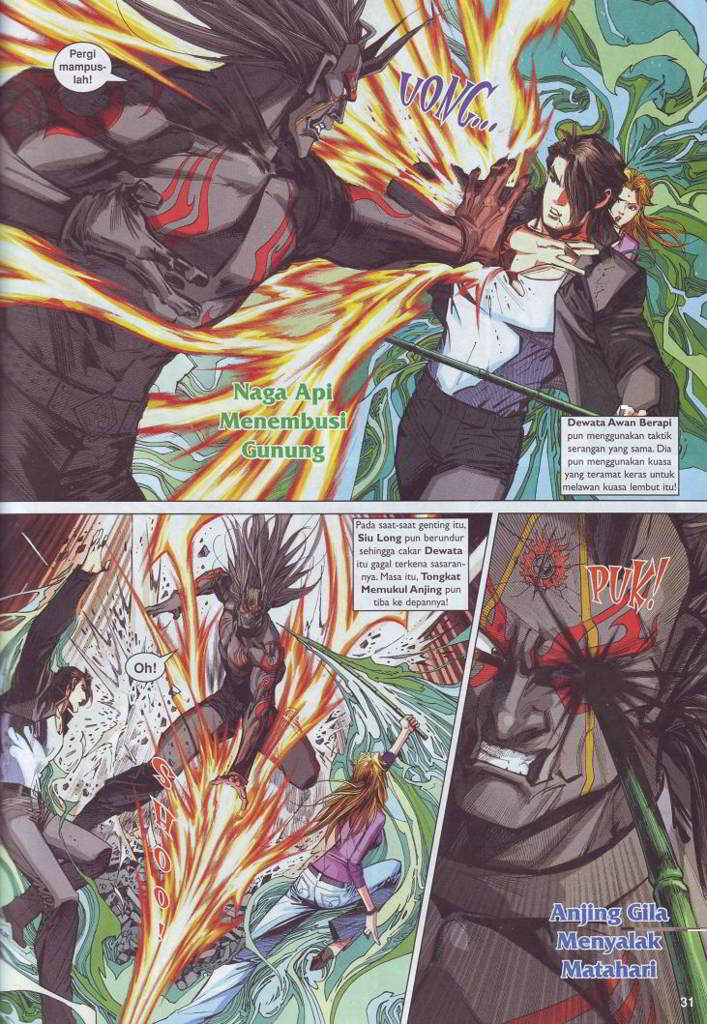 Pergi
mampus-
lah!
UONG...
Naga Api
Menembusi
Gunung
Dewata Awan Berapi
pun menggunakan taktik
serangan yang sama. Dia
pun menggunakan kuasa
yang teramat keras untuk
melawan kuasa lembut itu!
Pada saat-saat genting itu,
Siu Long pun berundur
sehingga cakar Dewata
itu gagal terkena sasaran-
nya. Masa itu, Tongkat
Memukul Anjing pun
tiba ke depannya!
Oh!
SHOOO!
PUK!
Anjing Gila
Menyalak
Matahari
31